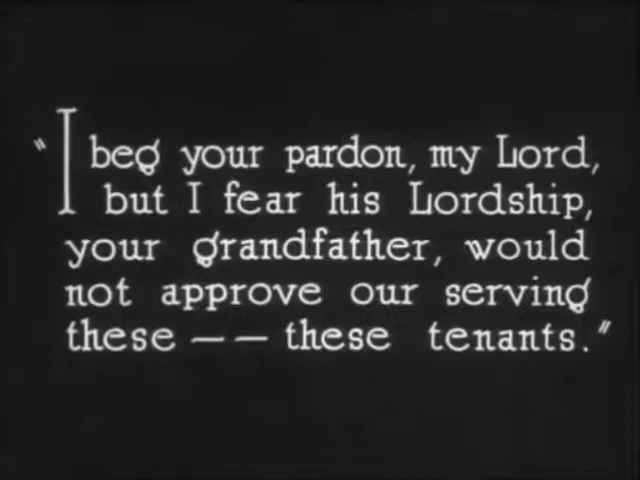 "I beg your pardon, my Lord,
but I fear his Lordship,
your grandfather, would
not approve our serving
these —— these tenants."